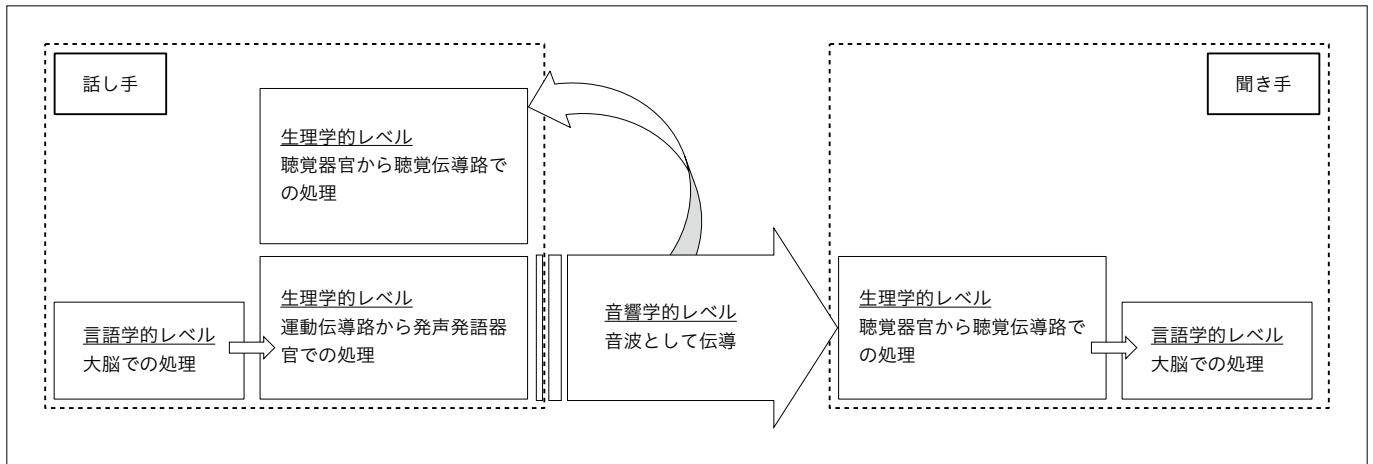 話し手
聞き手
生理学的レベル
聴覚器官から聴覚伝導路で
の処理
言語学的レベル
大脳での処理
生理学的レベル
運動伝導路から発声発語器
官での処理
音響学的レベル
音波として伝導
生理学的レベル
聴覚器官から聴覚伝導路で
の処理
言語学的レベル
大脳での処理